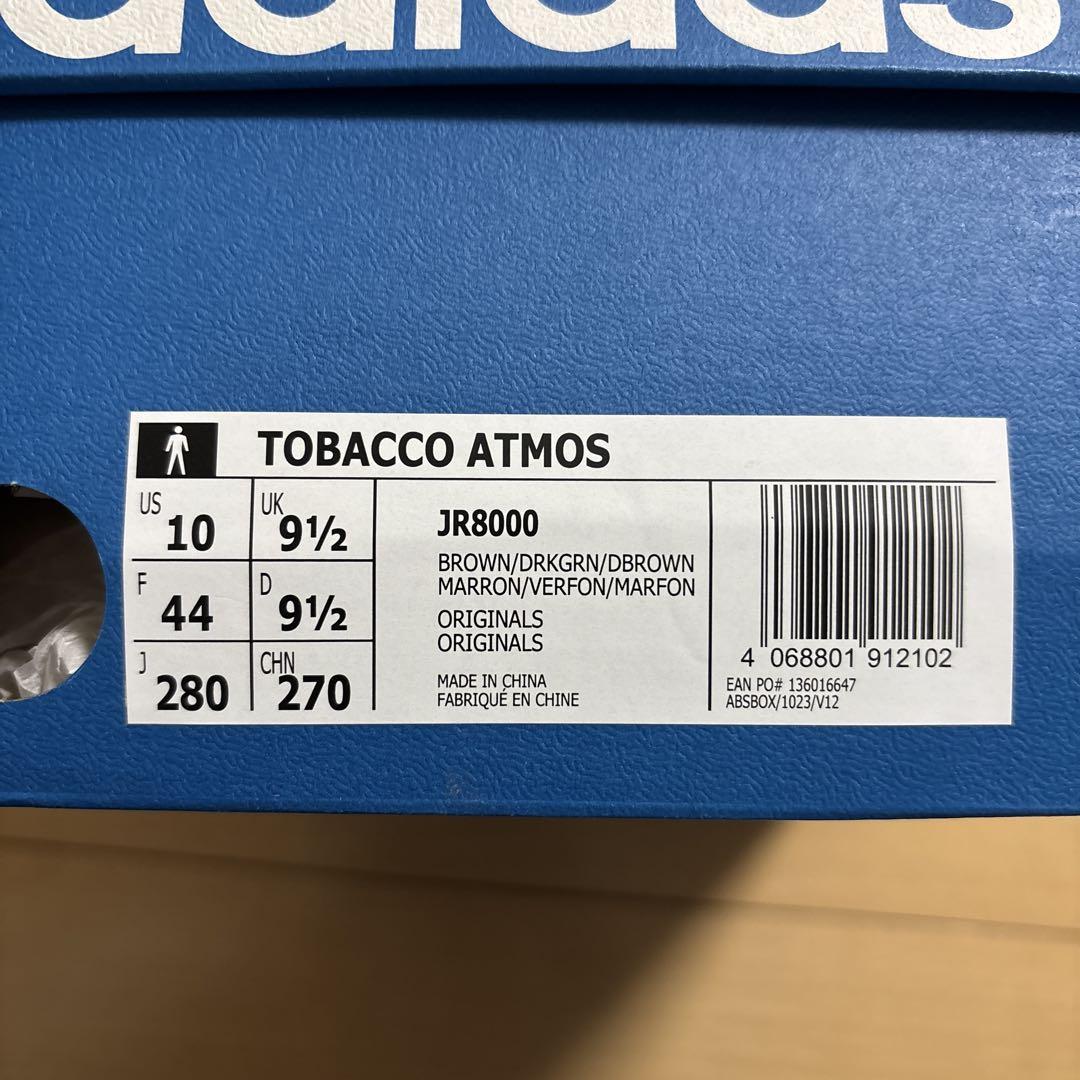 adidas
TOBACCO ATMOS
US 10 UK 9½
F 44 D 9½
J 280 CHN 270
JR8000
BROWN/DRKGRN/DBROWN
MARRON/VERFON/MARFON
ORIGINALS
ORIGINALS
MADE IN CHINA
FABRIQUÉ EN CHINE
4 068801 912102
EAN PO# 136016647
ABSBOX/1023/V12